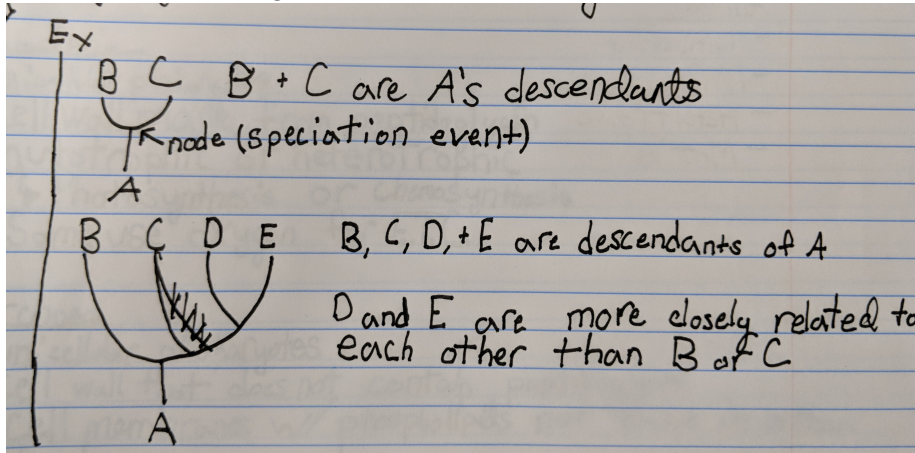 Ex
B C B + C are A's descendants
node (speciation event)
A
B C D E B, C, D, + E are descendants of A
D and E are more closely related to
each other than B or C
A